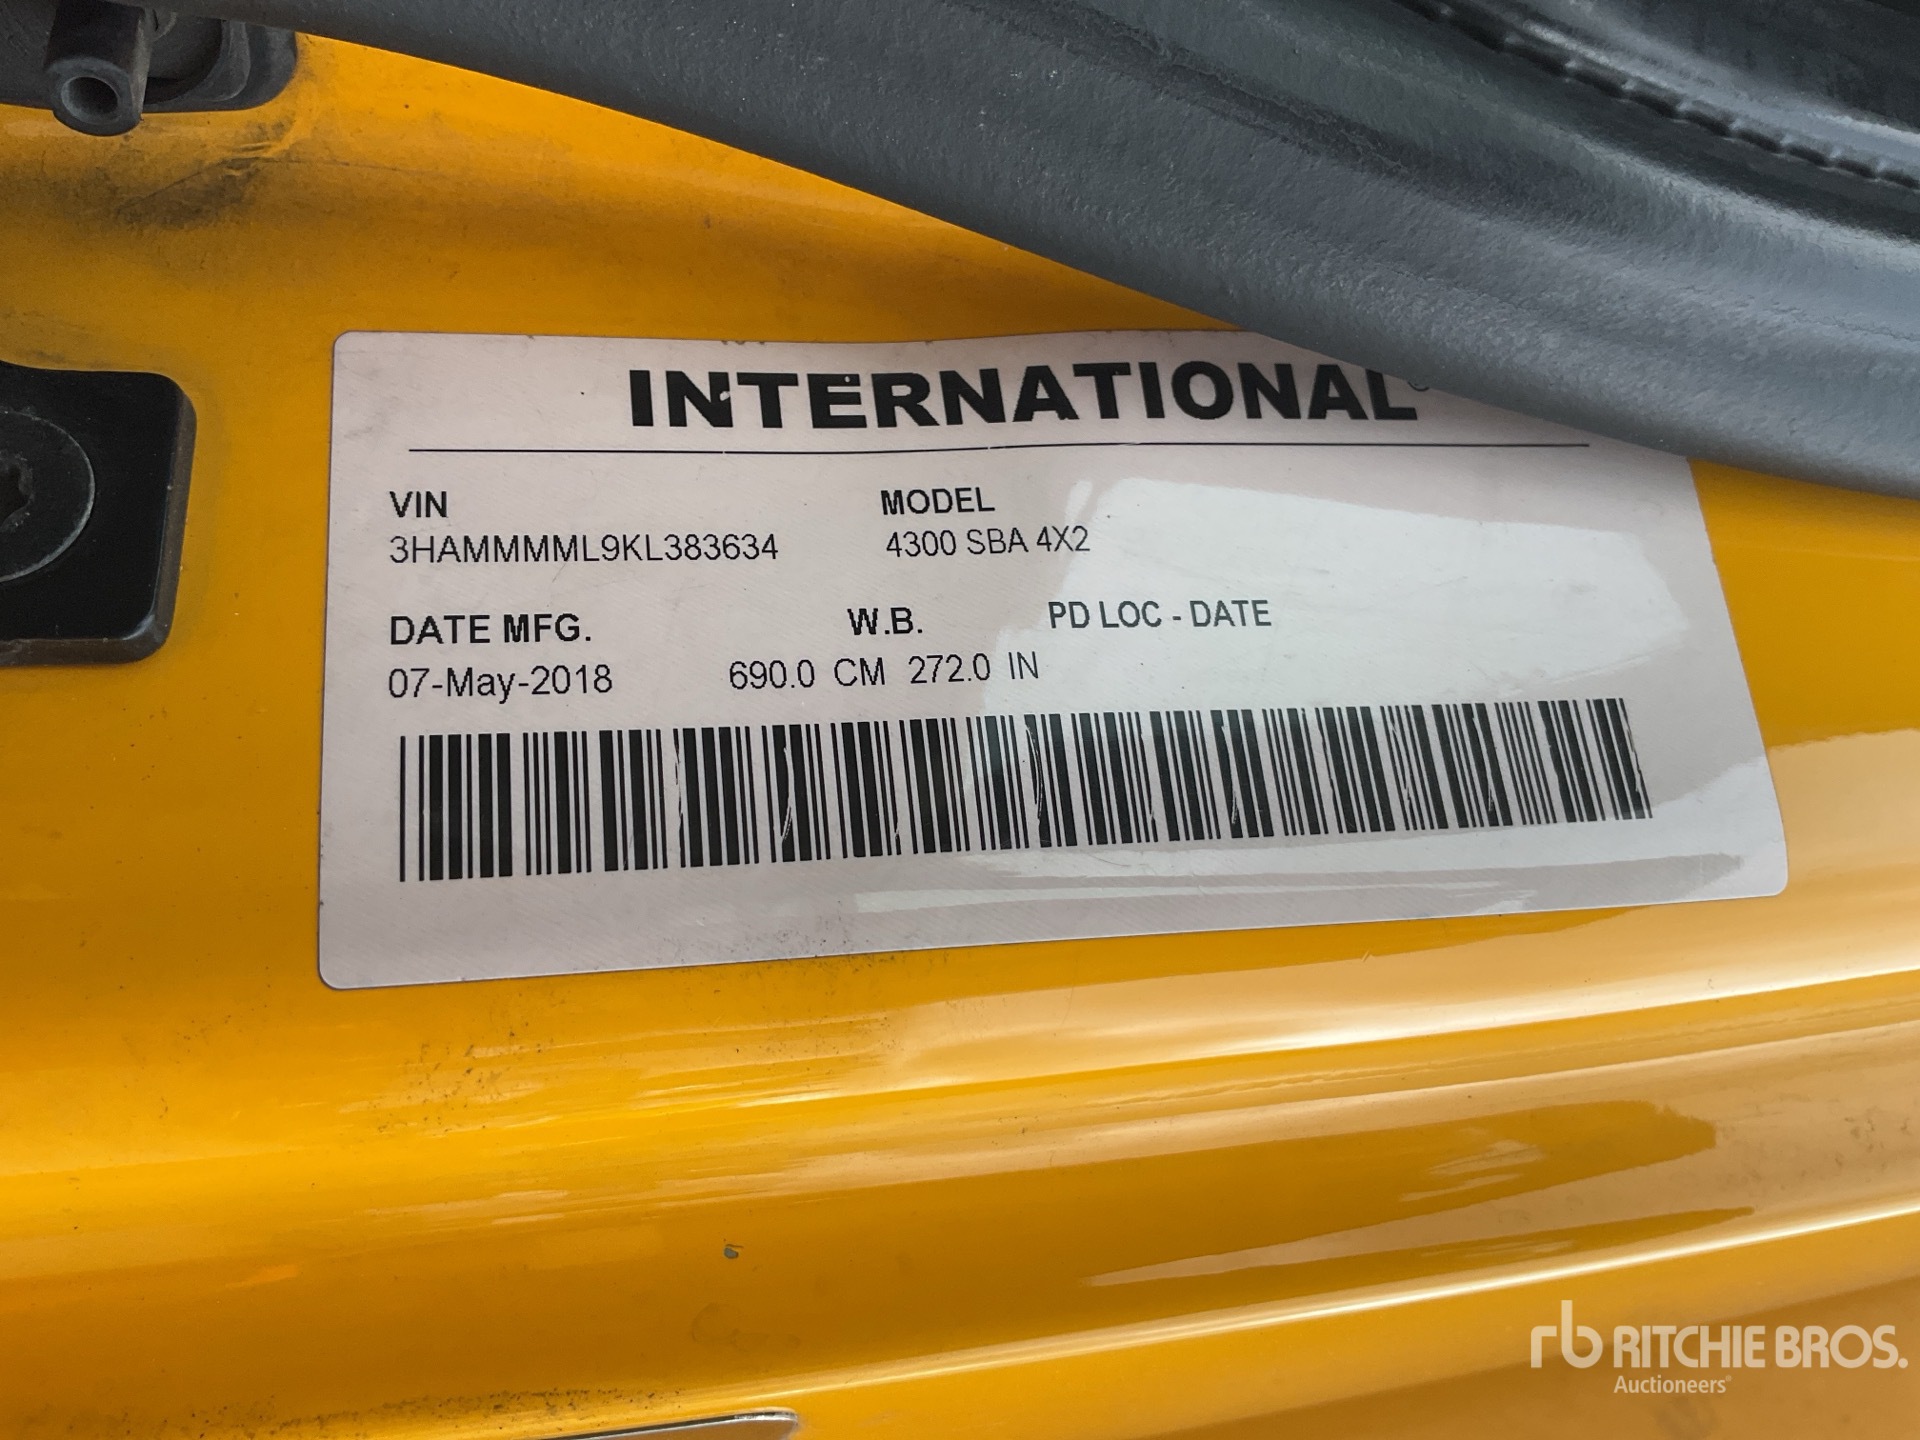 INTERNATIONAL®
VIN MODEL
3HAMMMML9KL383634 4300 SBA 4X2
DATE MFG. W.B. PD LOC - DATE
07-May-2018 690.0 CM 272.0 IN
rb RITCHIE BROS.
Auctioneers®